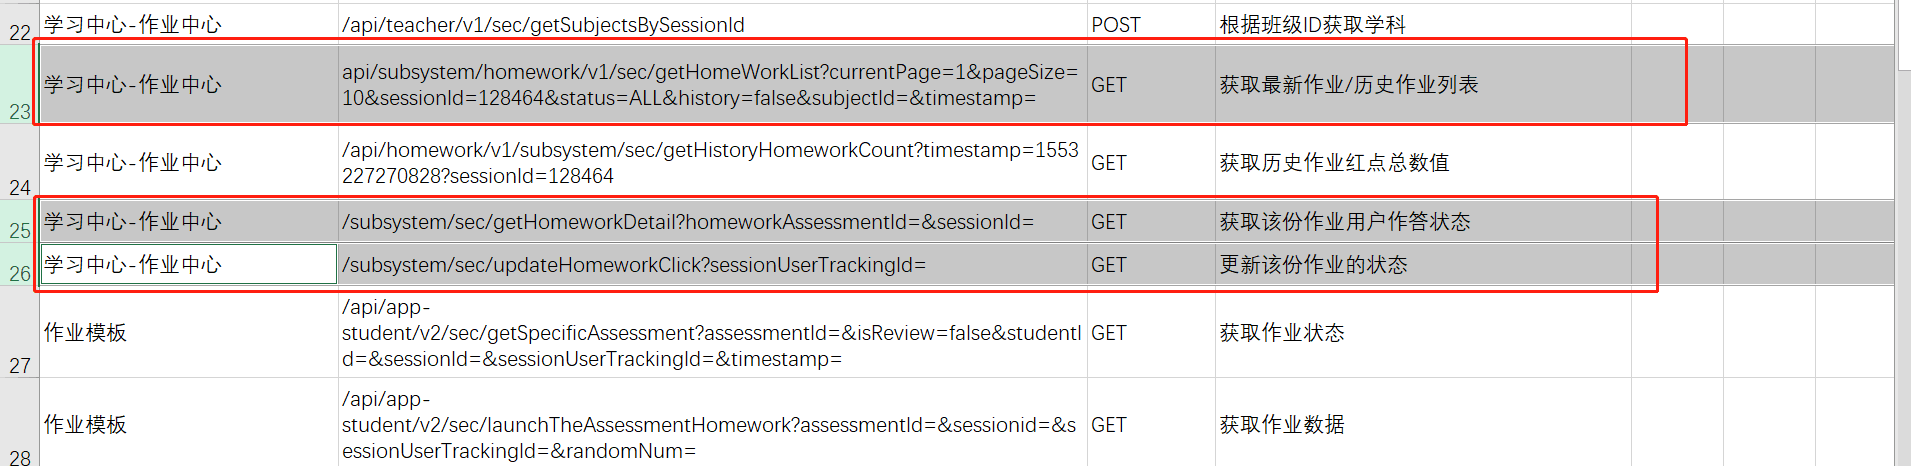 22 学习中心-作业中心 /api/teacher/v1/sec/getSubjectsBySessionId POST 根据班级ID获取学科
23 学习中心-作业中心 api/subsystem/homework/v1/sec/getHomeWorkList?currentPage=1&pageSize=
10&sessionId=128464&status=ALL&history=false&subjectId=&timestamp= GET 获取最新作业/历史作业列表
24 学习中心-作业中心 /api/homework/v1/subsystem/sec/getHistoryHomeworkCount?timestamp=1553
227270828?sessionId=128464 GET 获取历史作业红点总数值
25 学习中心-作业中心 /subsystem/sec/getHomeworkDetail?homeworkAssessmentId=&sessionId= GET 获取该份作业用户作答状态
26 学习中心-作业中心 /subsystem/sec/updateHomeworkClick?sessionUserTrackingId= GET 更新该份作业的状态
27 作业模板 /api/app-
student/v2/sec/getSpecificAssessment?assessmentId=&isReview=false&studentI
d=&sessionId=&sessionUserTrackingId=&timestamp= GET 获取作业状态
28 作业模板 /api/app-
student/v2/sec/launchTheAssessmentHomework?assessmentId=&sessionid=&s
essionUserTrackingId=&randomNum= GET 获取作业数据